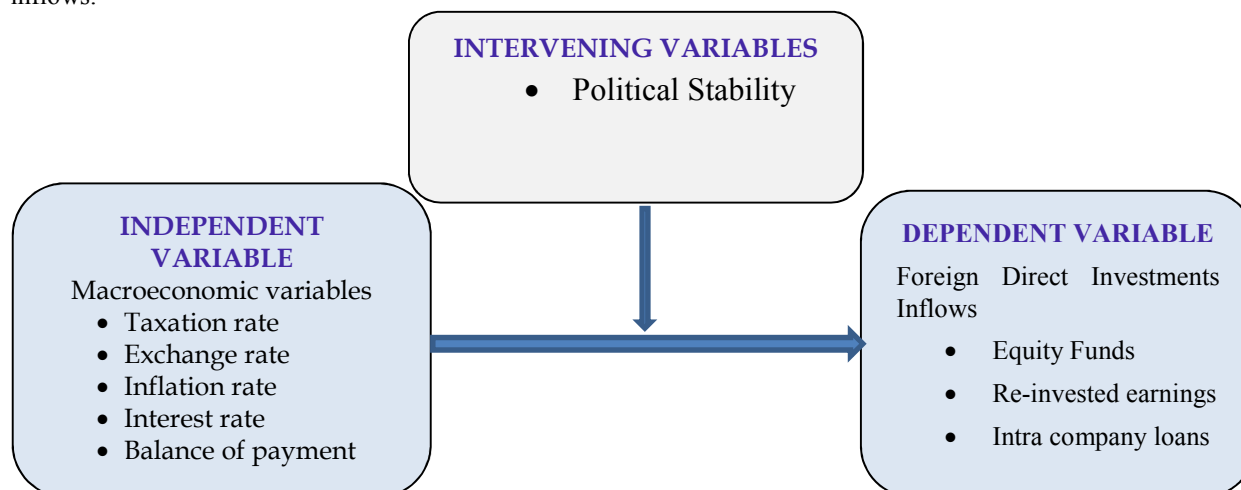 inflows.
INTERVENING VARIABLES
• Political Stability
INDEPENDENT
VARIABLE
Macroeconomic variables
• Taxation rate
• Exchange rate
• Inflation rate
• Interest rate
• Balance of payment
DEPENDENT VARIABLE
Foreign Direct Investments
Inflows
• Equity Funds
• Re-invested earnings
• Intra company loans